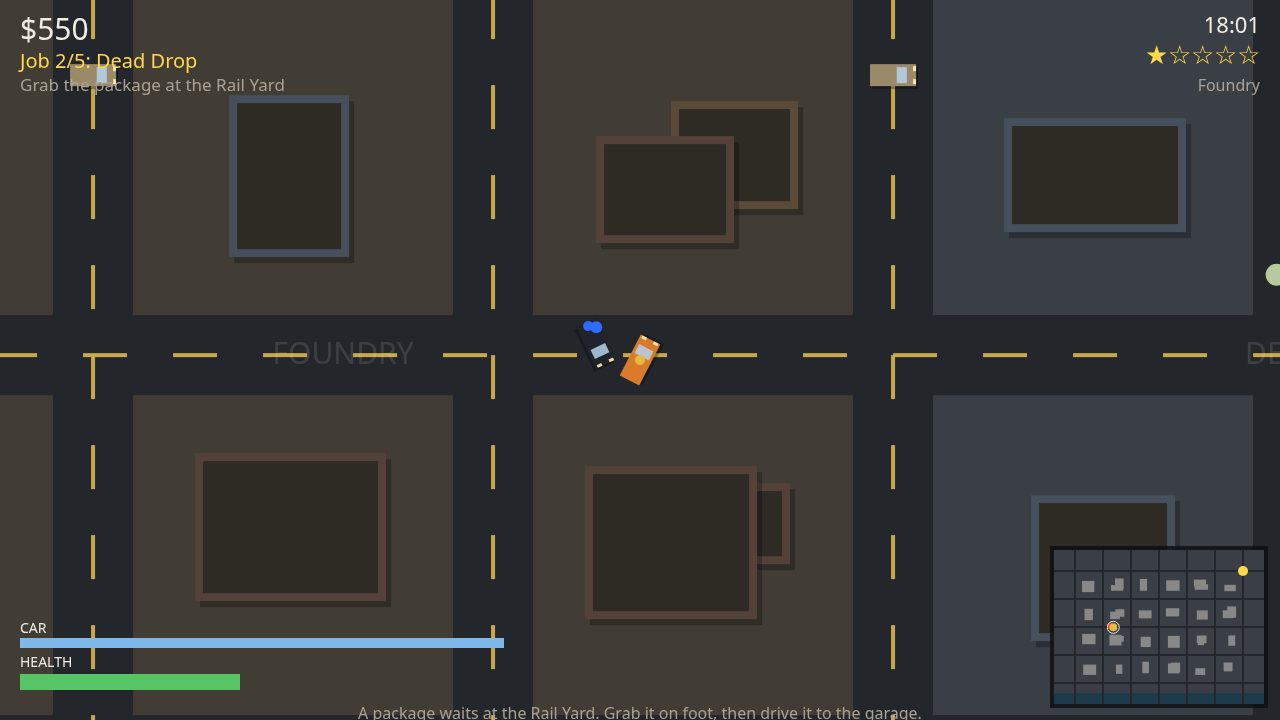 $550
Job 2/5: Dead Drop
Grab the package at the Rail Yard
18:01
★☆☆☆☆
Foundry
FOUNDRY
DE
CAR
HEALTH
A package waits at the Rail Yard. Grab it on foot, then drive it to the garage.